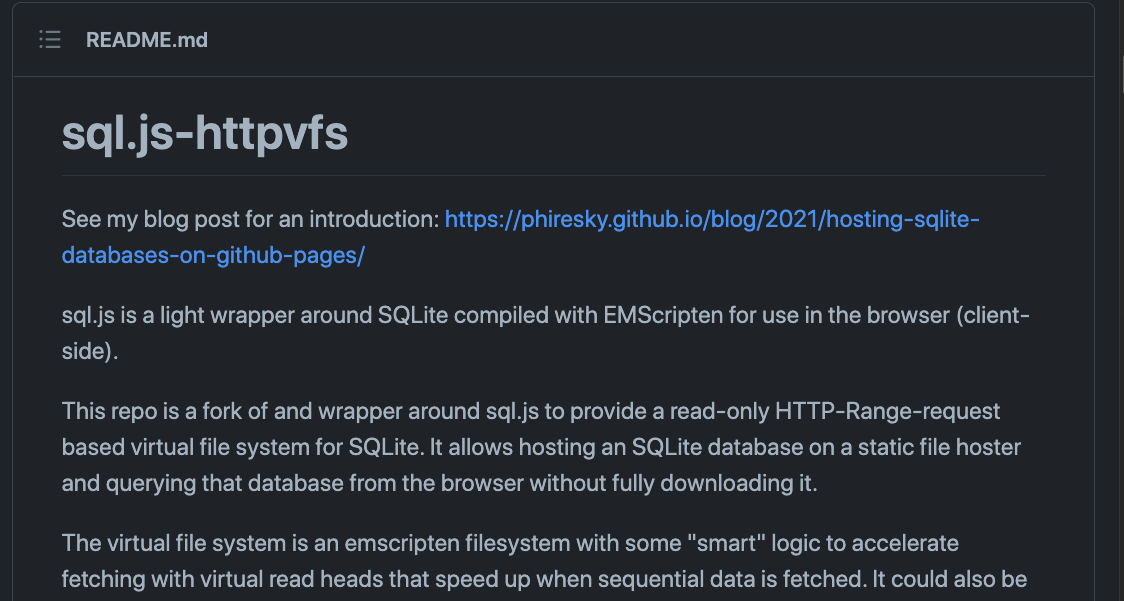 README.md
sql.js-httpvfs
See my blog post for an introduction: https://phiresky.github.io/blog/2021/hosting-sqlite-
databases-on-github-pages/
sql.js is a light wrapper around SQLite compiled with EMScripten for use in the browser (client-
side).
This repo is a fork of and wrapper around sql.js to provide a read-only HTTP-Range-request
based virtual file system for SQLite. It allows hosting an SQLite database on a static file hoster
and querying that database from the browser without fully downloading it.
The virtual file system is an emscripten filesystem with some "smart" logic to accelerate
fetching with virtual read heads that speed up when sequential data is fetched. It could also be